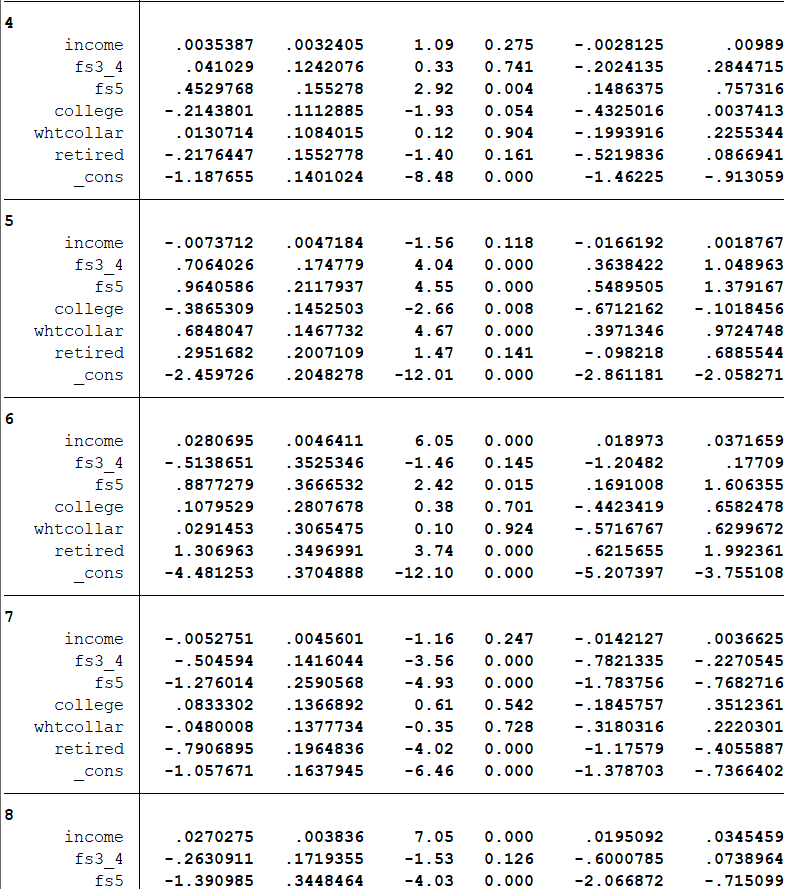 4
income .0035387 .0032405 1.09 0.275 -.0028125 .00989
fs3_4 .041029 .1242076 0.33 0.741 -.2024135 .2844715
fs5 .4529768 .155278 2.92 0.004 .1486375 .757316
college -.2143801 .1112885 -1.93 0.054 -.4325016 .0037413
whtcollar .0130714 .1084015 0.12 0.904 -.1993916 .2255344
retired -.2176447 .1552778 -1.40 0.161 -.5219836 .0866941
_cons -1.187655 .1401024 -8.48 0.000 -1.46225 -.913059
5
income -.0073712 .0047184 -1.56 0.118 -.0166192 .0018767
fs3_4 .7064026 .174779 4.04 0.000 .3638422 1.048963
fs5 .9640586 .2117937 4.55 0.000 .5489505 1.379167
college -.3865309 .1452503 -2.66 0.008 -.6712162 -.1018456
whtcollar .6848047 .1467732 4.67 0.000 .3971346 .9724748
retired .2951682 .2007109 1.47 0.141 -.098218 .6885544
_cons -2.459726 .2048278 -12.01 0.000 -2.861181 -2.058271
6
income .0280695 .0046411 6.05 0.000 .018973 .0371659
fs3_4 -.5138651 .3525346 -1.46 0.145 -1.20482 .17709
fs5 .8877279 .3666532 2.42 0.015 .1691008 1.606355
college .1079529 .2807678 0.38 0.701 -.4423419 .6582478
whtcollar .0291453 .3065475 0.10 0.924 -.5716767 .6299672
retired 1.306963 .3496991 3.74 0.000 .6215655 1.992361
_cons -4.481253 .3704888 -12.10 0.000 -5.207397 -3.755108
7
income -.0052751 .0045601 -1.16 0.247 -.0142127 .0036625
fs3_4 -.504594 .1416044 -3.56 0.000 -.7821335 -.2270545
fs5 -1.276014 .2590568 -4.93 0.000 -1.783756 -.7682716
college .0833302 .1366892 0.61 0.542 -.1845757 .3512361
whtcollar -.0480008 .1377734 -0.35 0.728 -.3180316 .2220301
retired -.7906895 .1964836 -4.02 0.000 -1.17579 -.4055887
_cons -1.057671 .1637945 -6.46 0.000 -1.378703 -.7366402
8
income .0270275 .003836 7.05 0.000 .0195092 .0345459
fs3_4 -.2630911 .1719355 -1.53 0.126 -.6000785 .0738964
fs5 -1.390985 .3448464 -4.03 0.000 -2.066872 -.715099